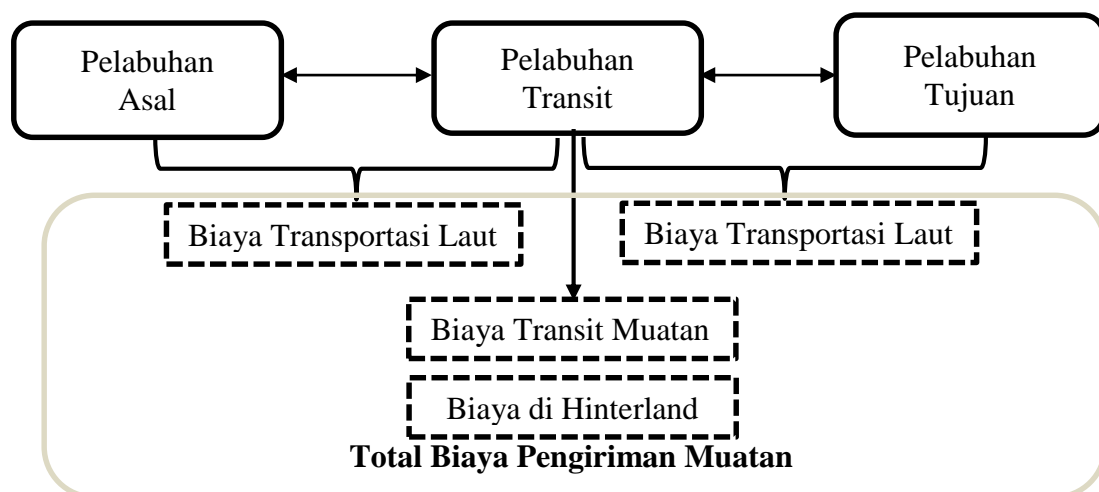 Pelabuhan
Asal
Pelabuhan
Transit
Pelabuhan
Tujuan
Biaya Transportasi Laut
Biaya Transportasi Laut
Biaya Transit Muatan
Biaya di Hinterland
Total Biaya Pengiriman Muatan